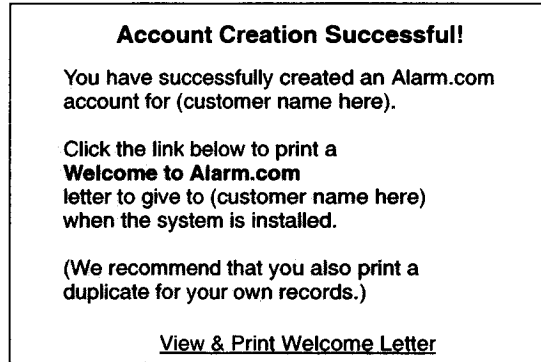 Account Creation Successful!
You have successfully created an Alarm.com
account for (customer name here).
Click the link below to print a
Welcome to Alarm.com
letter to give to (customer name here)
when the system is installed.
(We recommend that you also print a
duplicate for your own records.)
View & Print Welcome Letter